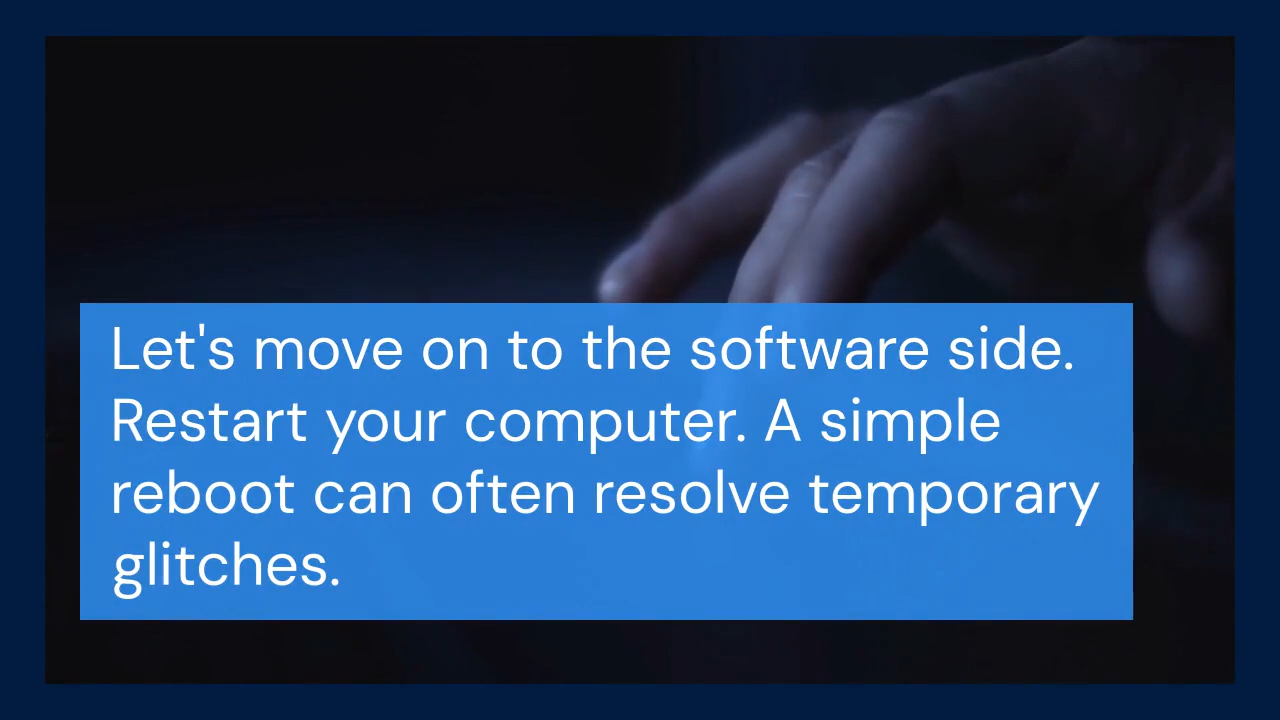 Let's move on to the software side.
Restart your computer. A simple
reboot can often resolve temporary
glitches.